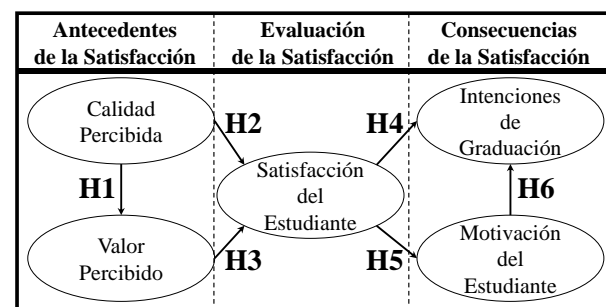 Antecedentes
de la Satisfacción
Evaluación
de la Satisfacción
Consecuencias
de la Satisfacción
Calidad
Percibida
H1
Valor
Percibido
H2
H3
Satisfacción
del
Estudiante
H4
H5
Intenciones
de
Graduación
H6
Motivación
del
Estudiante